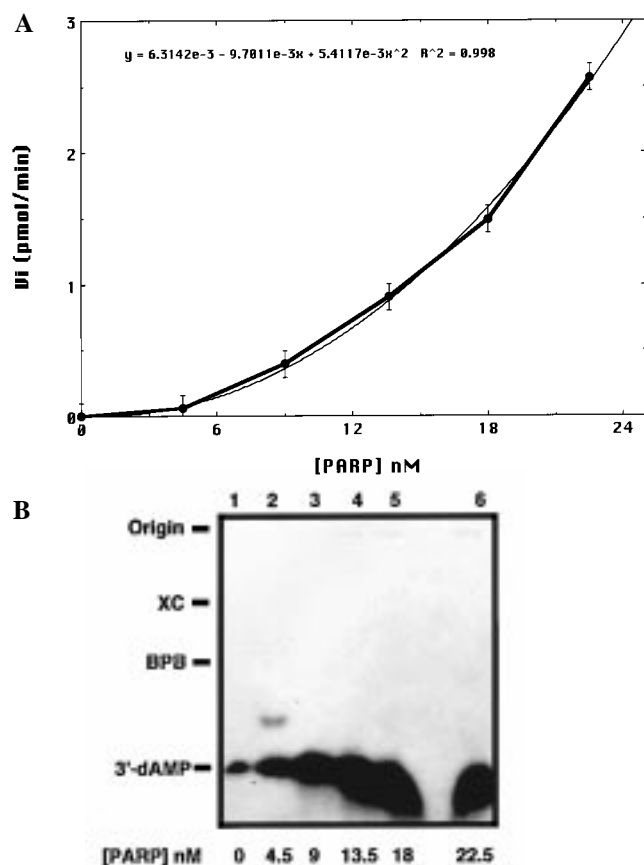 A
3
y = 6.3142e-3 - 9.7011e-3x + 5.4117e-3x^2 R^2 = 0.998
2
Vi (pmol/min)
1
0
0 6 12 18 24
[PARP] nM
B
1 2 3 4 5 6
Origin
XC
BPB
3'-dAMP
[PARP] nM 0 4.5 9 13.5 18 22.5